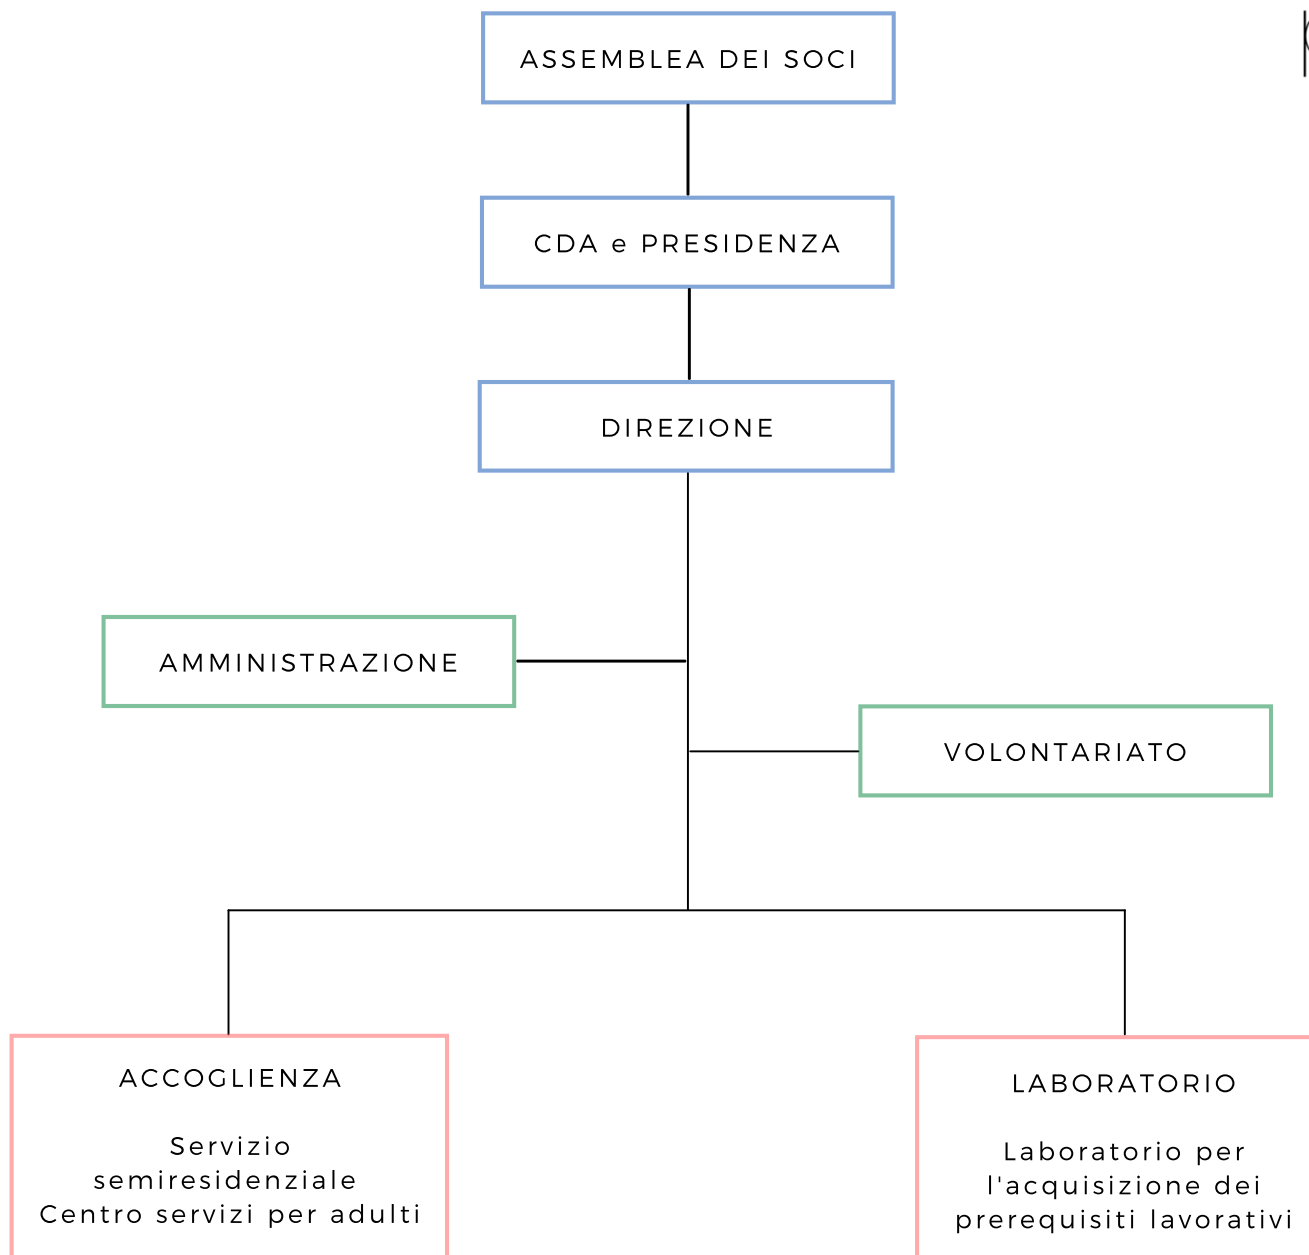 ASSEMBLEA DEI SOCI
CDA e PRESIDENZA
DIREZIONE
AMMINISTRAZIONE
VOLONTARIATO
ACCOGLIENZA
Servizio
semiresidenziale
Centro servizi per adulti
LABORATORIO
Laboratorio per
l'acquisizione dei
prerequisiti lavorativi